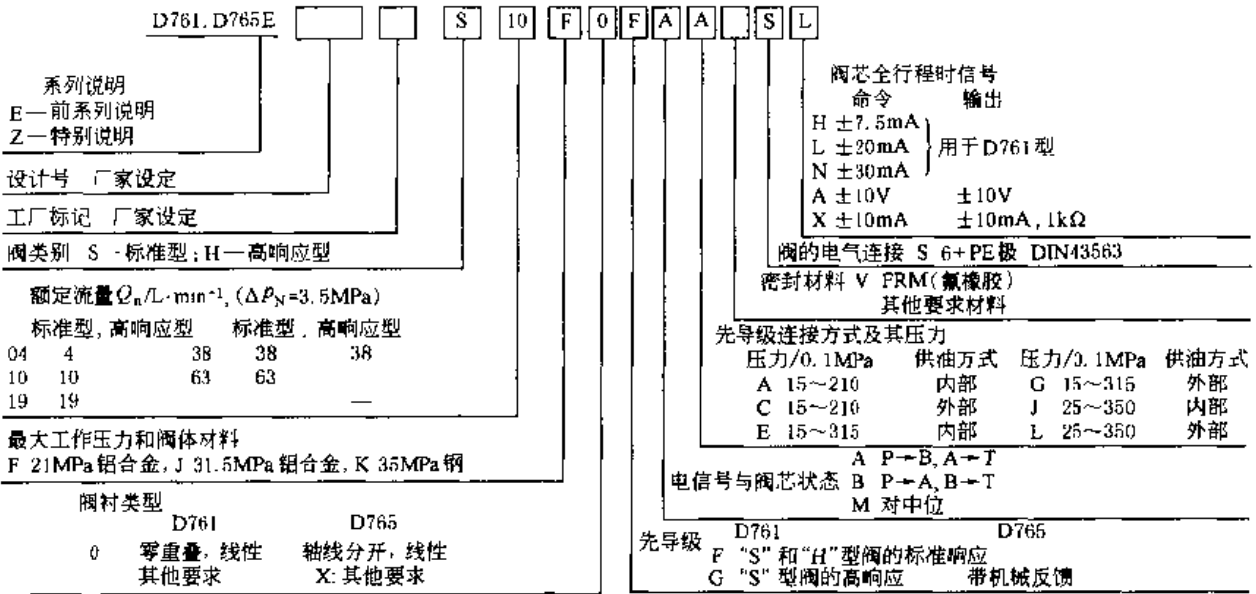 D761.D765E S 10 F 0 F A A S L
系列说明
E—前系列说明
Z—特别说明
设计号 厂家设定
工厂标记 厂家设定
阀类别 S -标准型;H—高响应型
额定流量Qn/L·min-1,(ΔPN=3.5MPa)
标准型,高响应型 标准型,高响应型
04 4 38 38 38
10 10 63 63
19 19 —
最大工作压力和阀体材料
F 21MPa铝合金,J 31.5MPa铝合金,K 35MPa钢
阀衬类型
D761 D765
0 零重叠,线性 轴线分开,线性
其他要求 X:其他要求
阀芯全行程时信号
命令 输出
H ±7.5mA
L ±20mA 用于D761型
N ±30mA
A ±10V ±10V
X ±10mA ±10mA,1kΩ
阀的电气连接 S 6+PE极 DIN43563
密封材料 V FRM(氟橡胶)
其他要求材料
先导级连接方式及其压力
压力/0.1MPa 供油方式 压力/0.1MPa 供油方式
A 15~210 内部 G 15~315 外部
C 15~210 外部 J 25~350 内部
E 15~315 内部 L 25~350 外部
A P→B,A→T
电信号与阀芯状态 B P→A,B→T
M 对中位
先导级 D761 D765
F "S"和"H"型阀的标准响应
G "S"型阀的高响应 带机械反馈